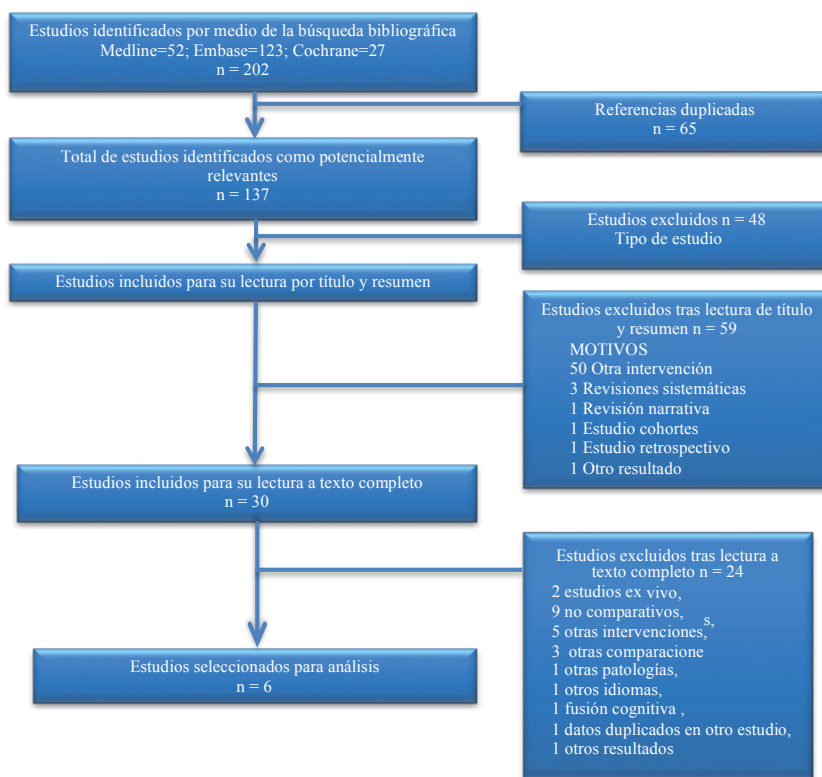 Estudios identificados por medio de la búsqueda bibliográfica
Medline=52; Embase=123; Cochrane=27
n = 202
Referencias duplicadas
n = 65
Total de estudios identificados como potencialmente
relevantes
n = 137
Estudios excluidos n = 48
Tipo de estudio
Estudios incluidos para su lectura por título y resumen
Estudios excluidos tras lectura de título
y resumen n = 59
MOTIVOS
50 Otra intervención
3 Revisiones sistemáticas
1 Revisión narrativa
1 Estudio cohortes
1 Estudio retrospectivo
1 Otro resultado
Estudios incluidos para su lectura a texto completo
n = 30
Estudios excluidos tras lectura a
texto completo n = 24
2 estudios ex vivo,
9 no comparativos,
5 otras intervenciones,
s,
3 otras comparacione
1 otras patologías,
1 otros idiomas,
1 fusión cognitiva ,
1 datos duplicados en otro estudio,
1 otros resultados
Estudios seleccionados para análisis
n = 6